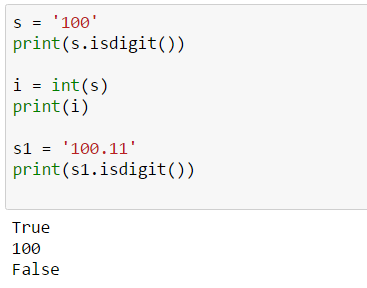 s = '100'
print(s.isdigit())
i = int(s)
print(i)
s1 = '100.11'
print(s1.isdigit())
True
100
False